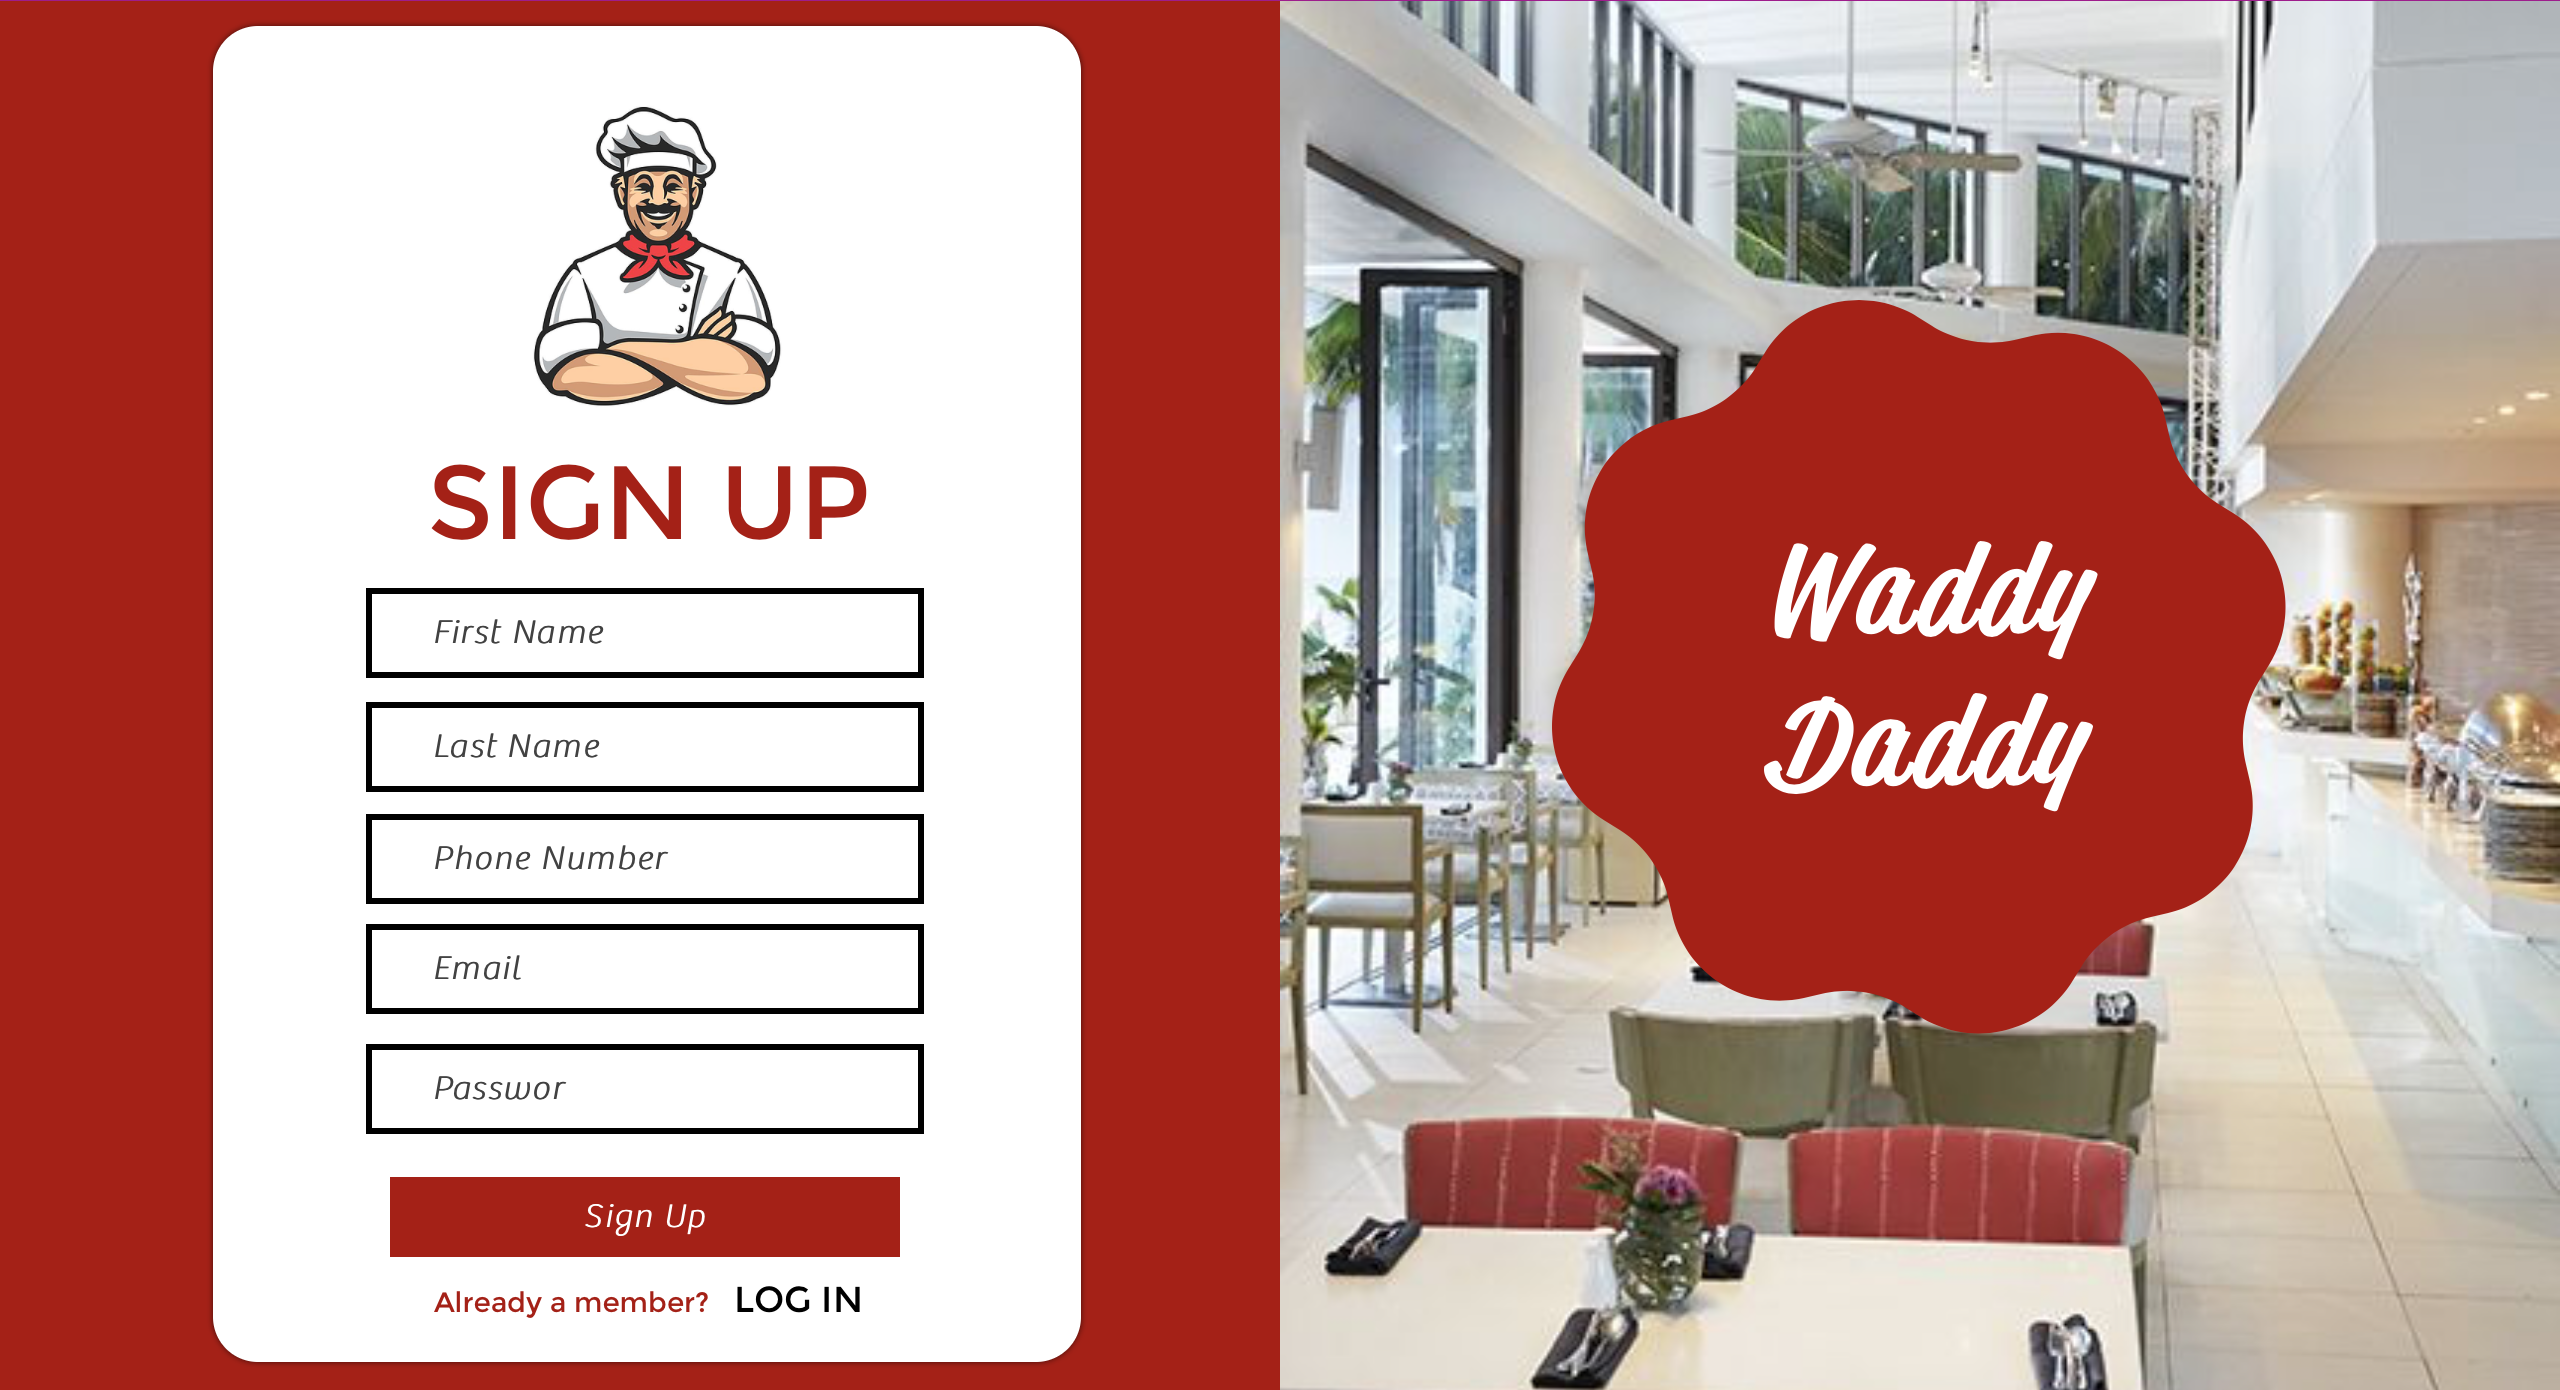 SIGN UP
First Name
Last Name
Phone Number
Email
Passwor
Sign Up
Already a member? LOG IN
Waddy
Daddy